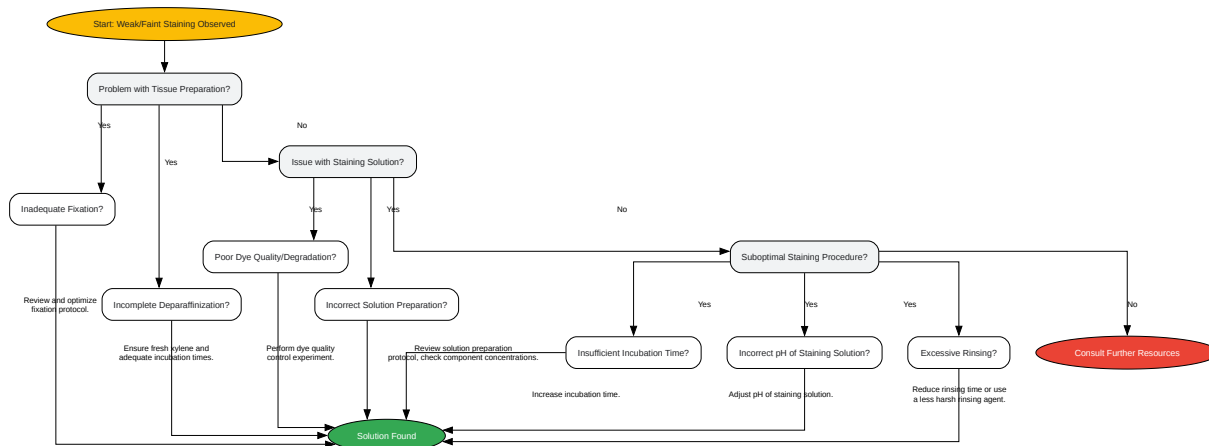 Start: Weak/Faint Staining Observed
Problem with Tissue Preparation?
Yes
No
Yes
Issue with Staining Solution?
Inadequate Fixation?
Yes
Yes
No
Poor Dye Quality/Degradation?
Suboptimal Staining Procedure?
Review and optimize
fixation protocol.
Incomplete Deparaffinization?
Incorrect Solution Preparation?
Yes
Yes
Yes
No
Ensure fresh xylene and
adequate incubation times.
Perform dye quality
control experiment.
Review solution preparation
protocol, check component concentrations.
Insufficient Incubation Time?
Incorrect pH of Staining Solution?
Excessive Rinsing?
Consult Further Resources
Increase incubation time.
Adjust pH of staining solution.
Reduce rinsing time or use
a less harsh rinsing agent.
Solution Found